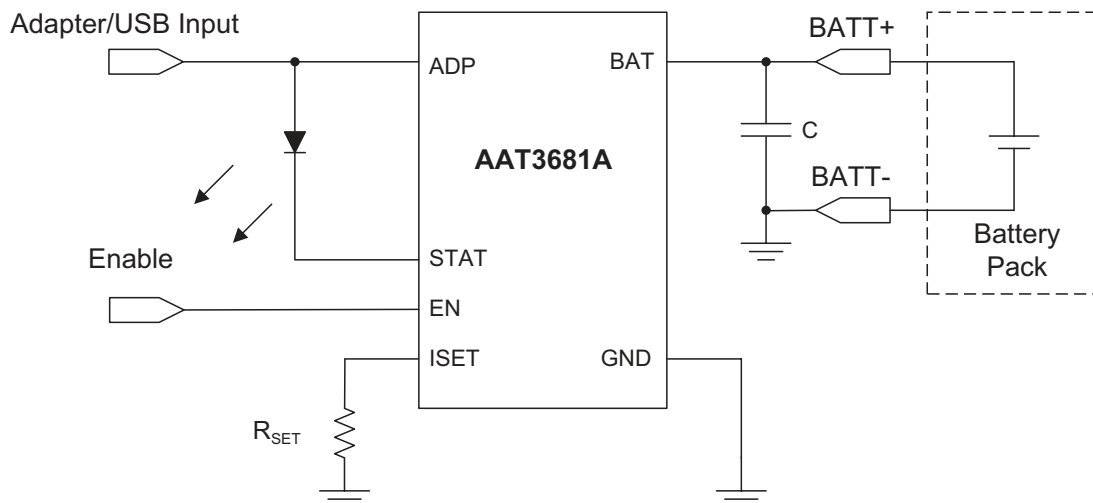 Adapter/USB Input
BATT+
ADP
BAT
C
AAT3681A
BATT-
Battery
Pack
Enable
STAT
EN
ISET
GND
RSET